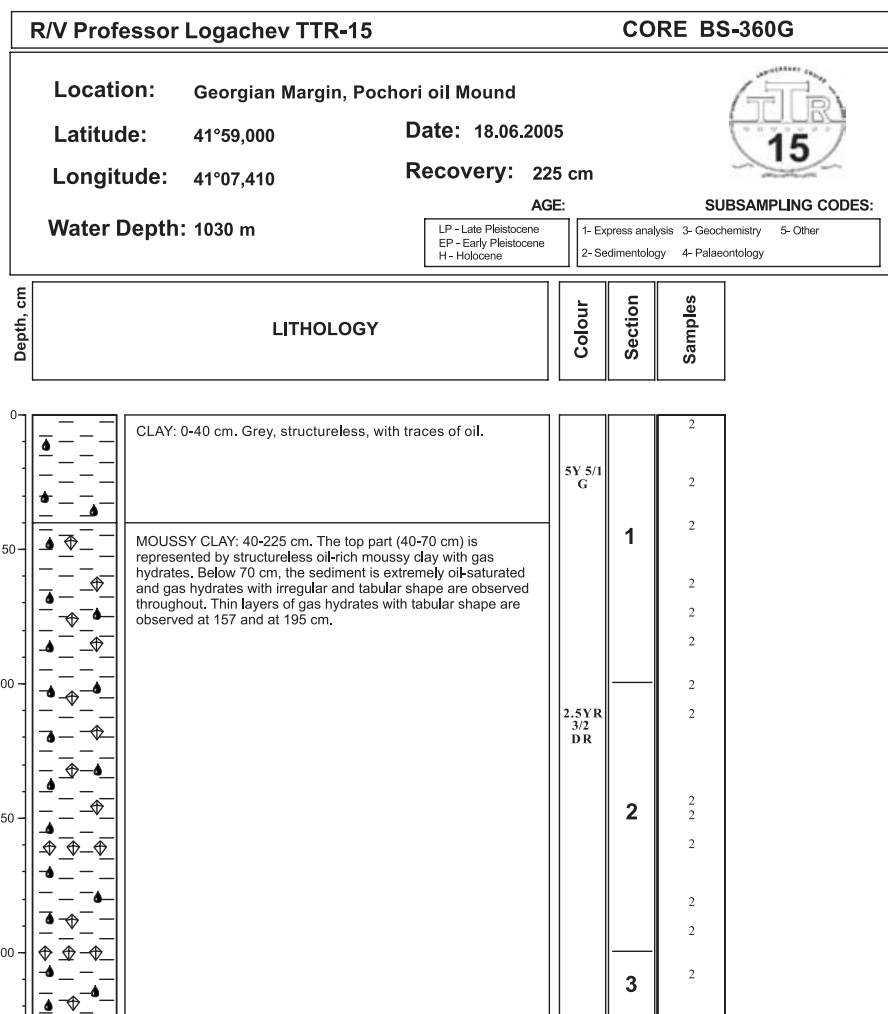 R/V Professor Logachev TTR-15
CORE BS-360G
Location: Georgian Margin, Pochori oil Mound
Latitude: 41°59,000
Date: 18.06.2005
Longitude: 41°07,410
Recovery: 225 cm
Water Depth: 1030 m
TTR
15
AGE:
LP - Late Pleistocene
EP - Early Pleistocene
H - Holocene
SUBSAMPLING CODES:
1- Express analysis 3- Geochemistry 5- Other
2- Sedimentology 4- Palaeontology
Depth, cm
LITHOLOGY
Colour
Section
Samples
0
50
00
50
00
CLAY: 0-40 cm. Grey, structureless, with traces of oil.
MOUSSY CLAY: 40-225 cm. The top part (40-70 cm) is
represented by structureless oil-rich moussy clay with gas
hydrates. Below 70 cm, the sediment is extremely oil-saturated
and gas hydrates with irregular and tabular shape are observed
throughout. Thin layers of gas hydrates with tabular shape are
observed at 157 and at 195 cm.
5Y 5/1
G
2.5YR
3/2
DR
1
2
3
2
2
2
2
2
2
2
2
2
2
2
2
2
2